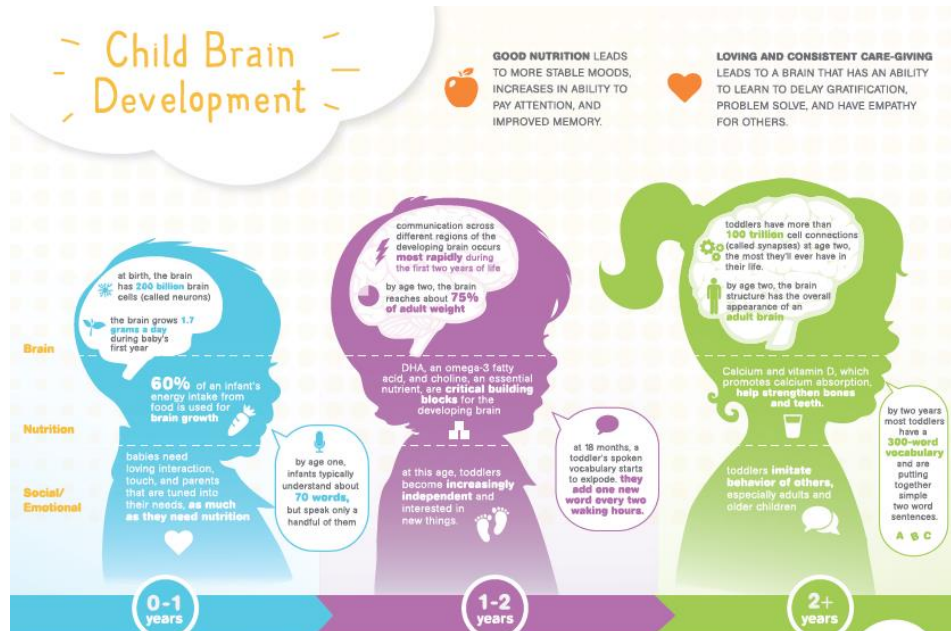 Child Brain
Development
GOOD NUTRITION LEADS
TO MORE STABLE MOODS,
INCREASES IN ABILITY TO
PAY ATTENTION, AND
IMPROVED MEMORY.
LOVING AND CONSISTENT CARE-GIVING
LEADS TO A BRAIN THAT HAS AN ABILITY
TO LEARN TO DELAY GRATIFICATION,
PROBLEM SOLVE, AND HAVE EMPATHY
FOR OTHERS.
Brain
Nutrition
Social/
Emotional
at birth, the brain
has 200 billion brain
cells (called neurons)
the brain grows 1.7
grams a day
during baby's
first year
60% of an infant's
energy intake from
food is used for
brain growth
babies need
loving interaction,
touch, and parents
that are tuned into
their needs, as much
as they need nutrition
by age one,
infants typically
understand about
70 words,
but speak only a
handful of them
0-1
years
communication across
different regions of the
developing brain occurs
most rapidly during
the first two years of life
by age two, the brain
reaches about 75%
of adult weight
DHA, an omega-3 fatty
acid, and choline, an essential
nutrient, are critical building
blocks for the
developing brain
at this age, toddlers
become increasingly
independent and
interested in
new things.
at 18 months, a
toddler's spoken
vocabulary starts
to exlpode. they
add one new
word every two
waking hours.
1-2
years
toddlers have more than
100 trillion cell connections
(called synapses) at age two,
the most they'll ever have in
their life.
by age two, the brain
structure has the overall
appearance of an
adult brain
Calcium and vitamin D, which
promotes calcium absorption,
help strengthen bones
and teeth.
toddlers imitate
behavior of others,
especially adults and
older children
by two years
most toddlers
have a
300-word
vocabulary
and are
putting
together
simple
two word
sentences.
A B C
2+
years